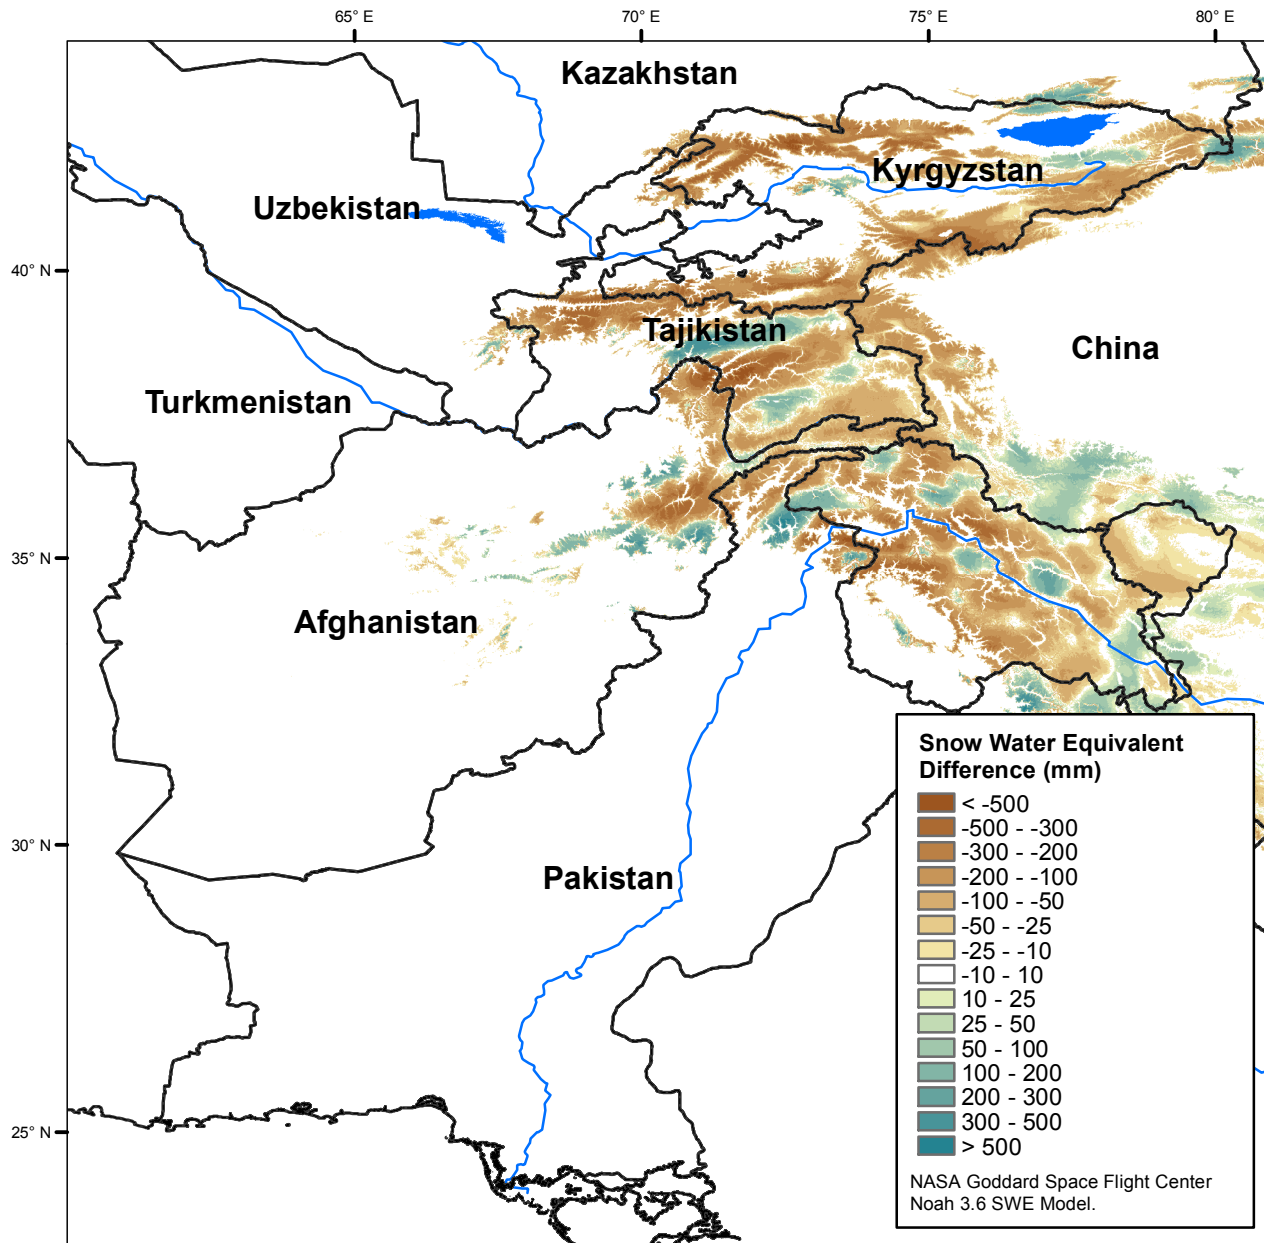 65° E
70° E
75° E
80° E
Kazakhstan
Kyrgyzstan
Uzbekistan
40° N
Tajikistan
China
Turkmenistan
35° N
Afghanistan
Snow Water Equivalent
Difference (mm)
< -500
-500 - -300
-300 - -200
-200 - -100
-100 - -50
-50 - -25
-25 - -10
-10 - 10
10 - 25
25 - 50
50 - 100
100 - 200
200 - 300
300 - 500
> 500
NASA Goddard Space Flight Center
Noah 3.6 SWE Model.
30° N
Pakistan
25° N